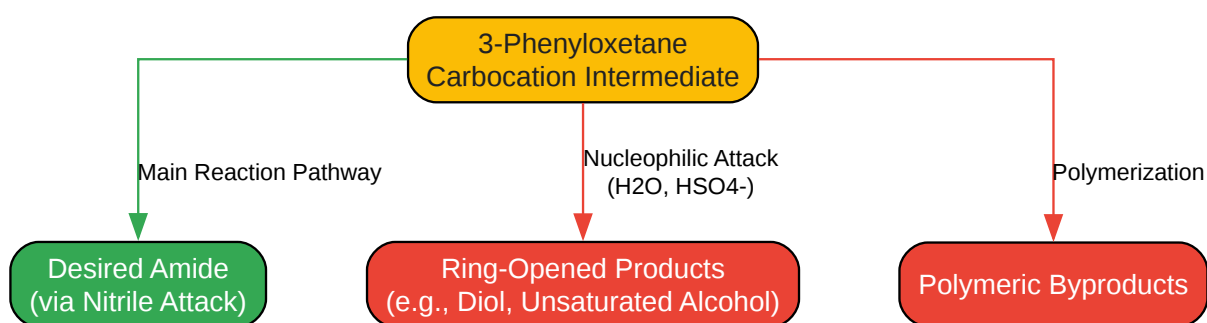 3-Phenyloxetane
Carbocation Intermediate
Main Reaction Pathway
Nucleophilic Attack
(H2O, HSO4-)
Polymerization
Desired Amide
(via Nitrile Attack)
Ring-Opened Products
(e.g., Diol, Unsaturated Alcohol)
Polymeric Byproducts